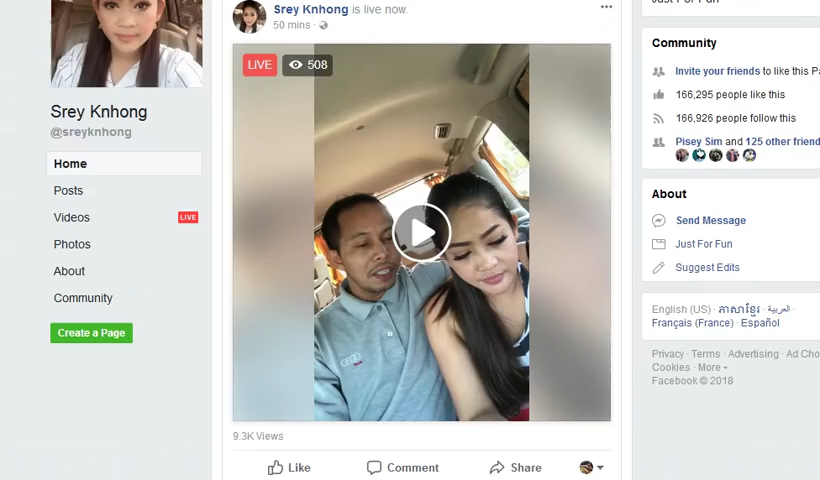 Srey Knhong is live now.
50 mins ·
LIVE 508
Srey Knhong
@sreyknhong
Home
Posts
Videos LIVE
Photos
About
Community
Create a Page
9.3K Views
Like Comment Share
Just For Fun
Community
Invite your friends to like this
166,295 people like this
166,926 people follow this
Pisey Sim and 125 other friend
About
Send Message
Just For Fun
Suggest Edits
English (US) · ភាសាខ្មែរ · العربية ·
Français (France) · Español
Privacy · Terms · Advertising · Ad Cho
Cookies · More
Facebook © 2018